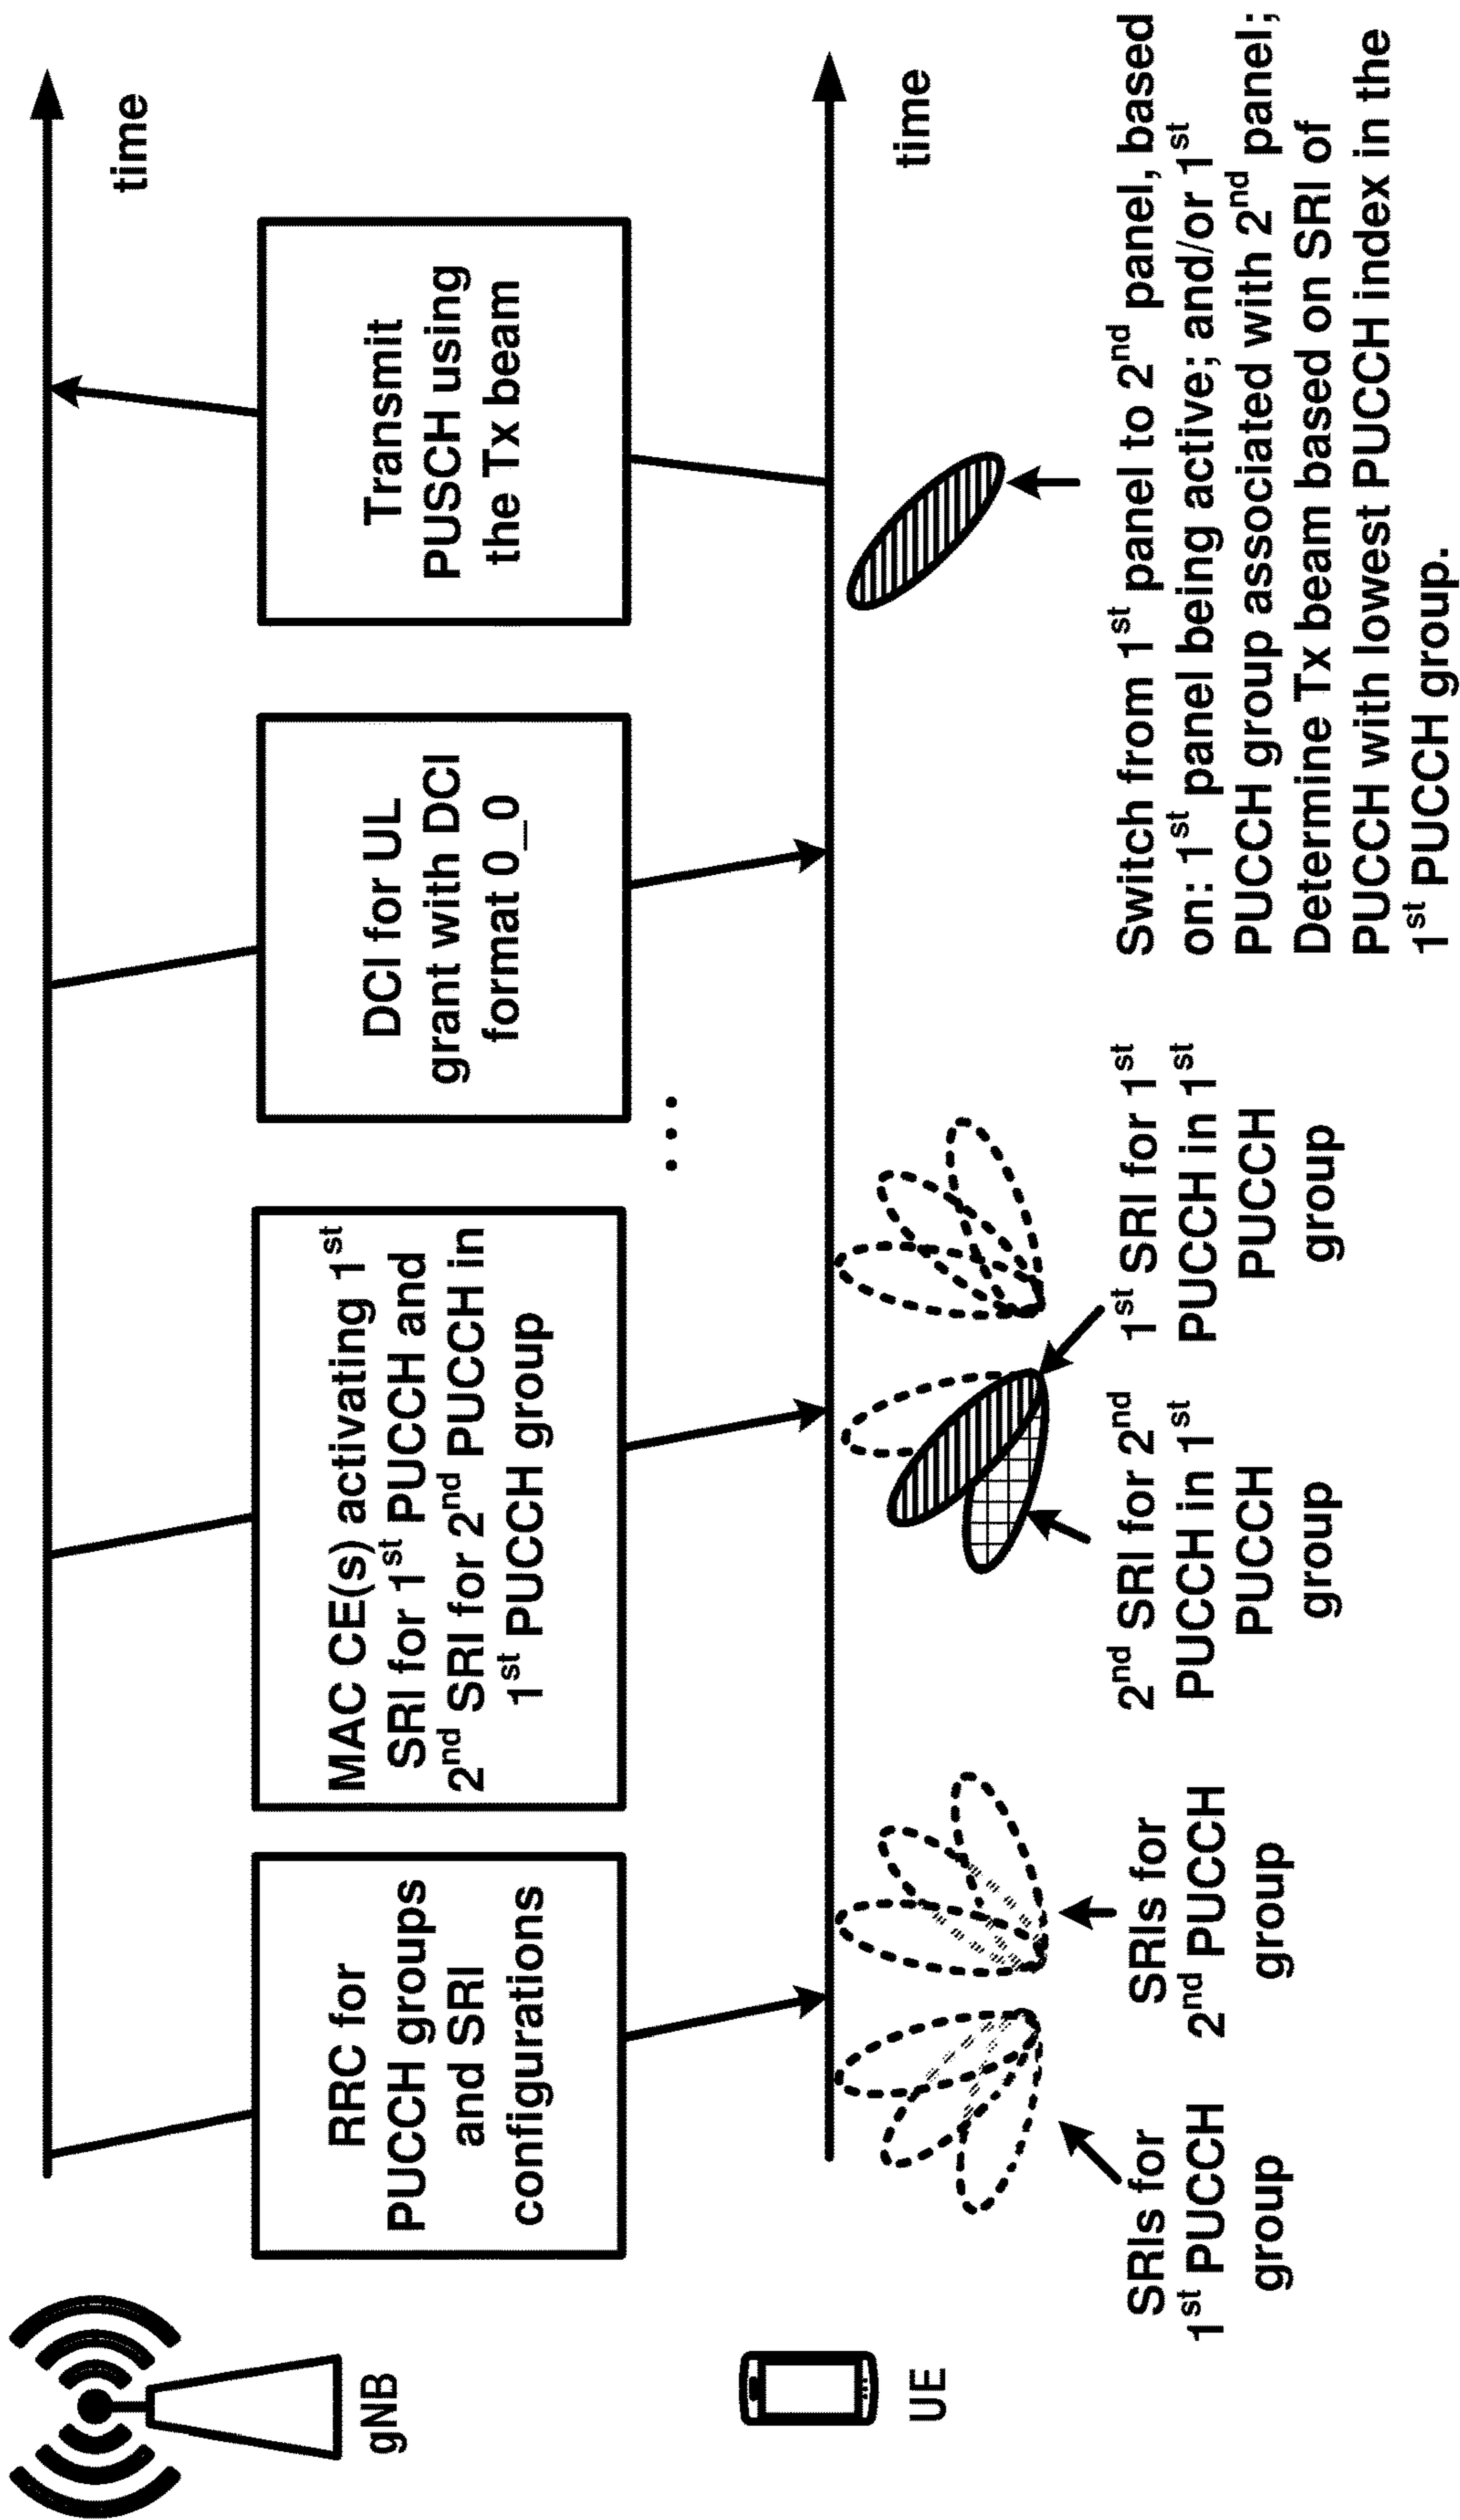 gNB
time
RRC for
PUCCH groups
and SRI
configurations
MAC CE(s) activating 1st
SRI for 1st PUCCH and
2nd SRI for 2nd PUCCH in
1st PUCCH group
...
DCI for UL
grant with DCI
format 0_0
Transmit
PUSCH using
the Tx beam
UE
time
SRIs for
1st PUCCH
group
SRIs for
2nd PUCCH
group
2nd SRI for 2nd
PUCCH in 1st
PUCCH
group
1st SRI for 1st
PUCCH in 1st
PUCCH
group
Switch from 1st panel to 2nd panel, based
on: 1st panel being active; and/or 1st
PUCCH group associated with 2nd panel;
Determine Tx beam based on SRI of
PUCCH with lowest PUCCH index in the
1st PUCCH group.